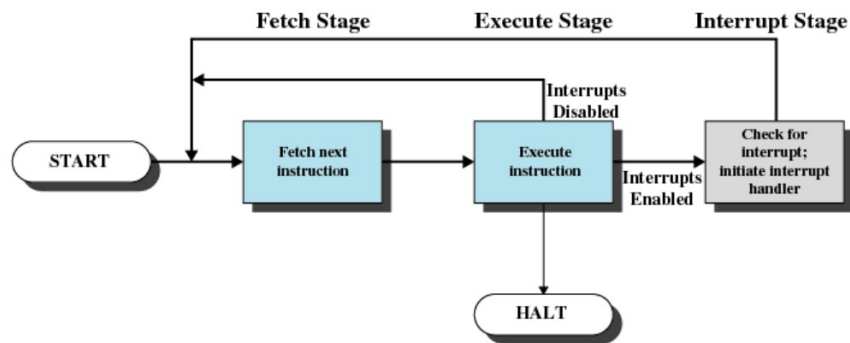 Fetch Stage
Execute Stage
Interrupt Stage
Interrupts
Disabled
START
Fetch next
instruction
Execute
instruction
Interrupts
Enabled
Check for
interrupt;
initiate interrupt
handler
HALT